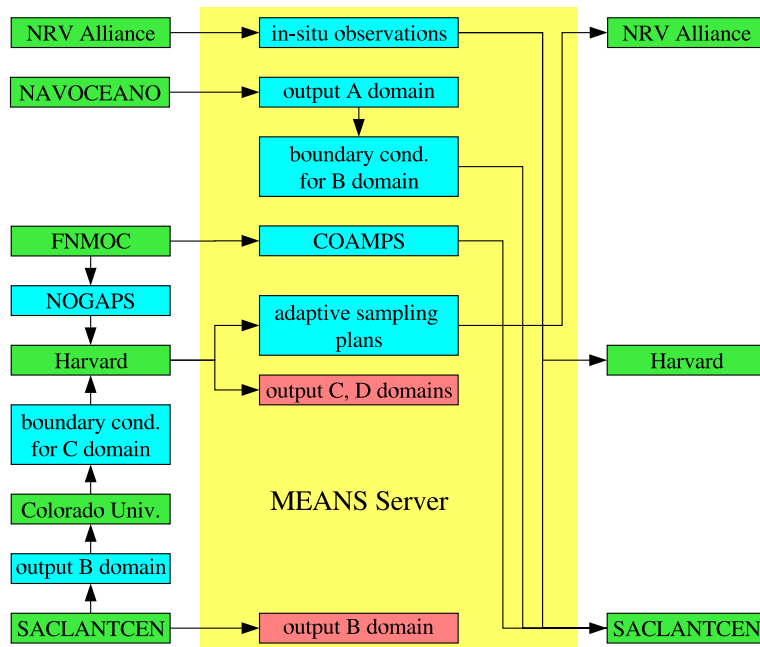 NRV Alliance
in-situ observations
NRV Alliance
NAVOCEANO
output A domain
boundary cond.
for B domain
FNMOC
COAMPS
NOGAPS
adaptive sampling
plans
Harvard
Harvard
output C, D domains
boundary cond.
for C domain
MEANS Server
Colorado Univ.
output B domain
SACLANTCEN
output B domain
SACLANTCEN